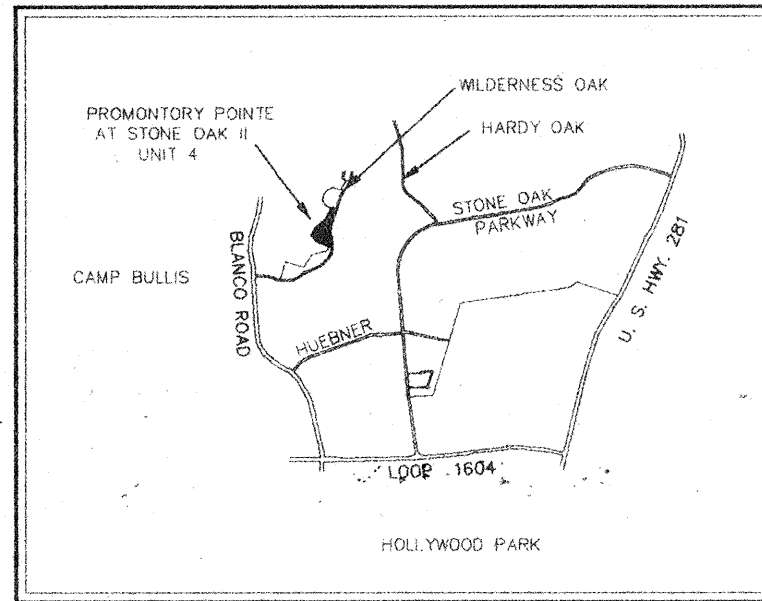 WILDERNESS OAK
PROMONTORY POINTE
AT STONE OAK II
UNIT 4
HARDY OAK
STONE OAK
PARKWAY
BLANCO ROAD
CAMP BULLIS
U. S. HWY. 281
HUEBNER
LOOP 1604
HOLLYWOOD PARK